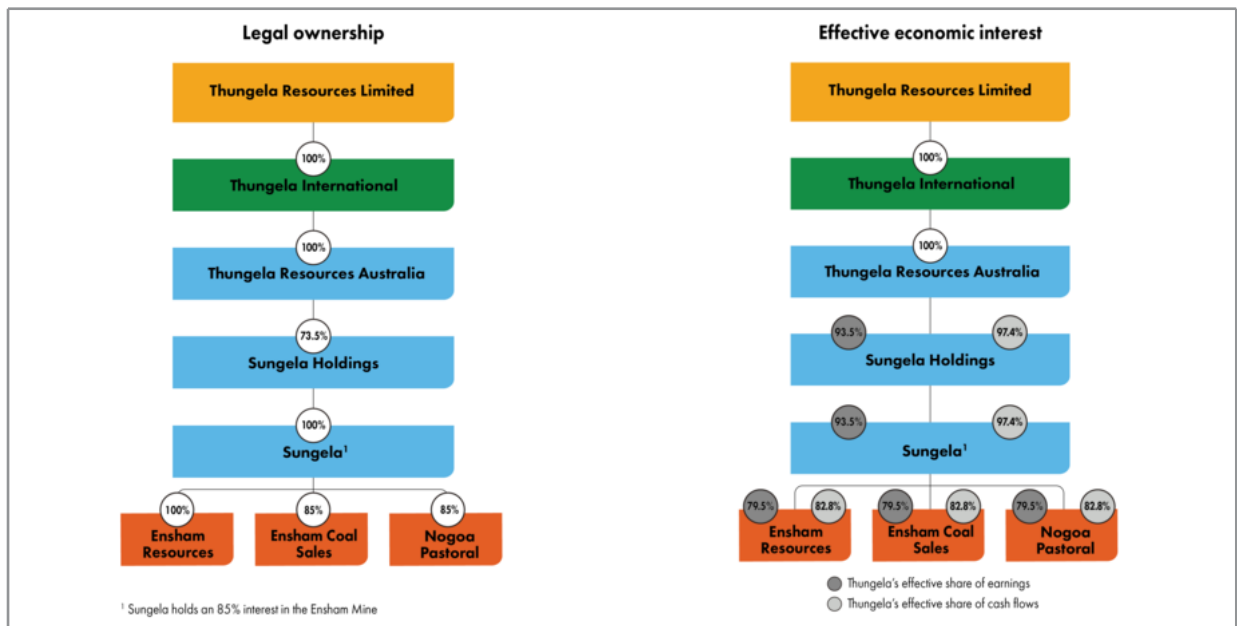 Legal ownership
Thungela Resources Limited
100%
Thungela International
100%
Thungela Resources Australia
73.5%
Sungela Holdings
100%
Sungela¹
100%
85%
85%
Ensham
Resources
Ensham Coal
Sales
Nogoa
Pastoral
¹ Sungela holds an 85% interest in the Ensham Mine
Effective economic interest
Thungela Resources Limited
100%
Thungela International
100%
Thungela Resources Australia
93.5%
97.4%
Sungela Holdings
93.5%
97.4%
Sungela¹
79.5%
82.8%
79.5%
82.8%
79.5%
82.8%
Ensham
Resources
Ensham Coal
Sales
Nogoa
Pastoral
Thungela's effective share of earnings
Thungela's effective share of cash flows